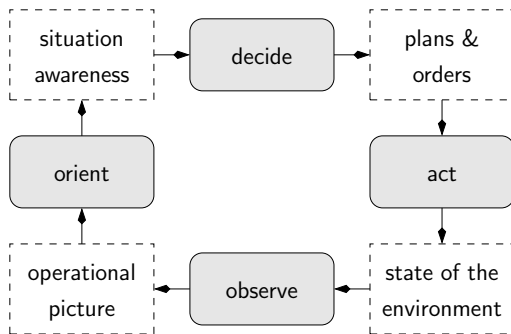 situation
awareness
decide
plans &
orders
orient
act
operational
picture
observe
state of the
environment